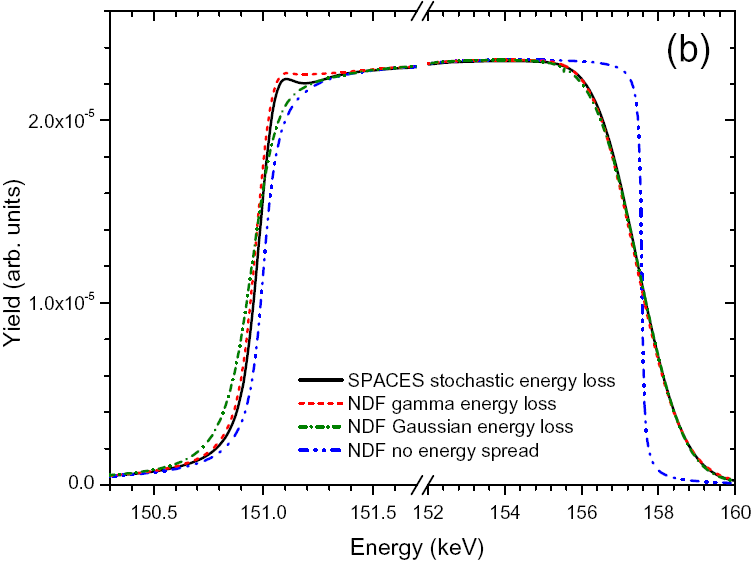 (b)
2.0x10⁻⁵
1.0x10⁻⁵
0.0
Yield (arb. units)
SPACES stochastic energy loss
NDF gamma energy loss
NDF Gaussian energy loss
NDF no energy spread
150.5 151.0 151.5 152 154 156 158 160
Energy (keV)